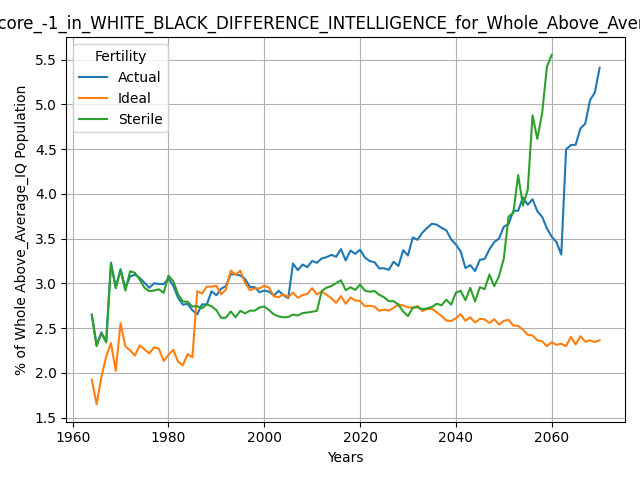 core_-1_in_WHITE_BLACK_DIFFERENCE_INTELLIGENCE_for_Whole_Above_Aver
Fertility
Actual
Ideal
Sterile
% of Whole Above_Average_IQ Population
5.5
5.0
4.5
4.0
3.5
3.0
2.5
2.0
1.5
1960 1980 2000 2020 2040 2060
Years